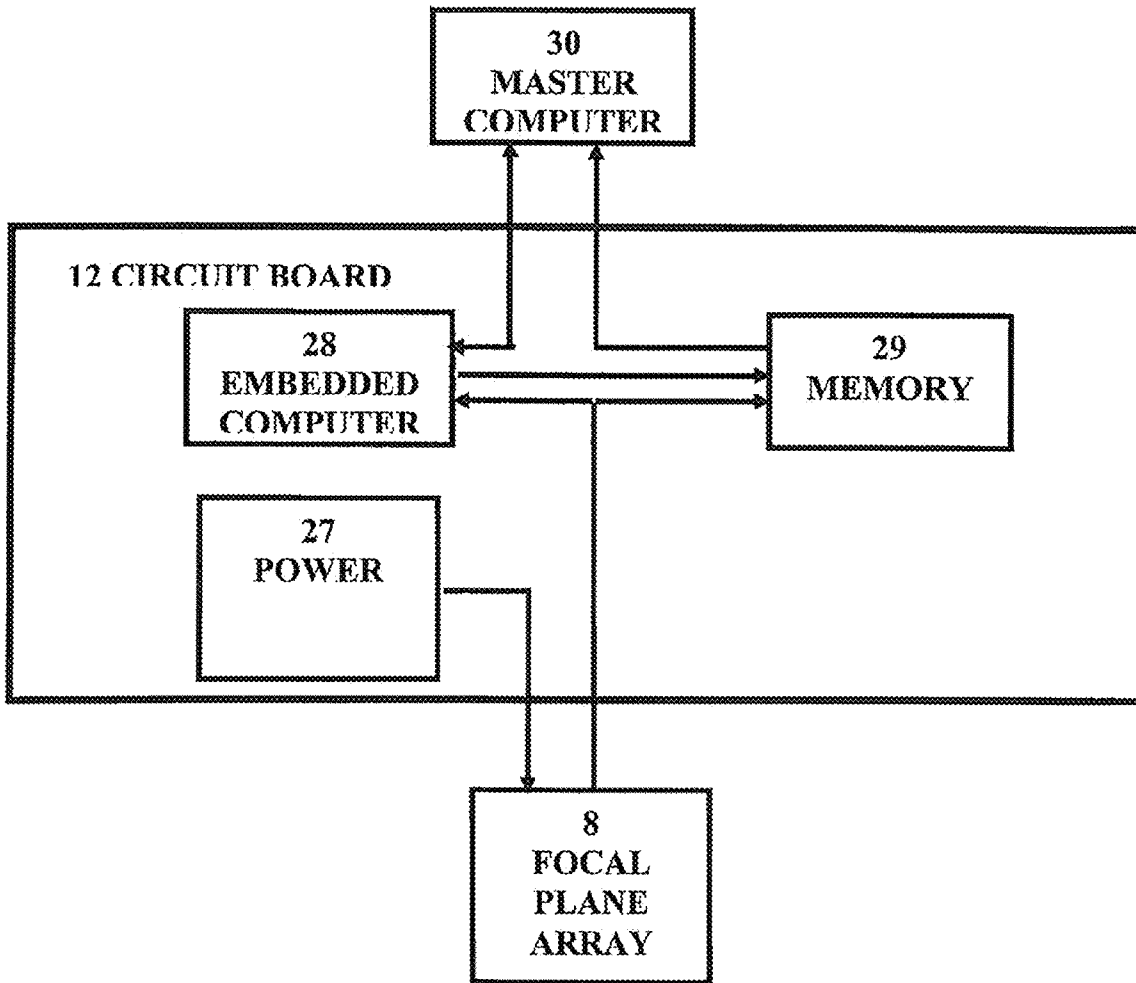 30
MASTER
COMPUTER
12 CIRCUIT BOARD
28
EMBEDDED
COMPUTER
29
MEMORY
27
POWER
8
FOCAL
PLANE
ARRAY